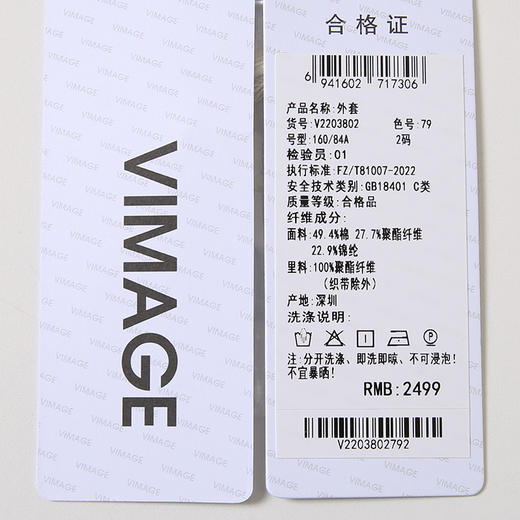 VIMAGE
合格证
6 941602 717306
产品名称:外套
货号:V2203802 色号:79
号型:160/84A 2码
检验员:01
执行标准:FZ/T81007-2022
安全技术类别:GB18401 C类
质量等级:合格品
纤维成分:
面料:49.4%棉 27.7%聚酯纤维
22.9%锦纶
里料:100%聚酯纤维
(织带除外)
产地:深圳
洗涤说明:
注:分开洗涤、即洗即晾、不可浸泡!
不宜暴晒!
RMB:2499
V2203802792